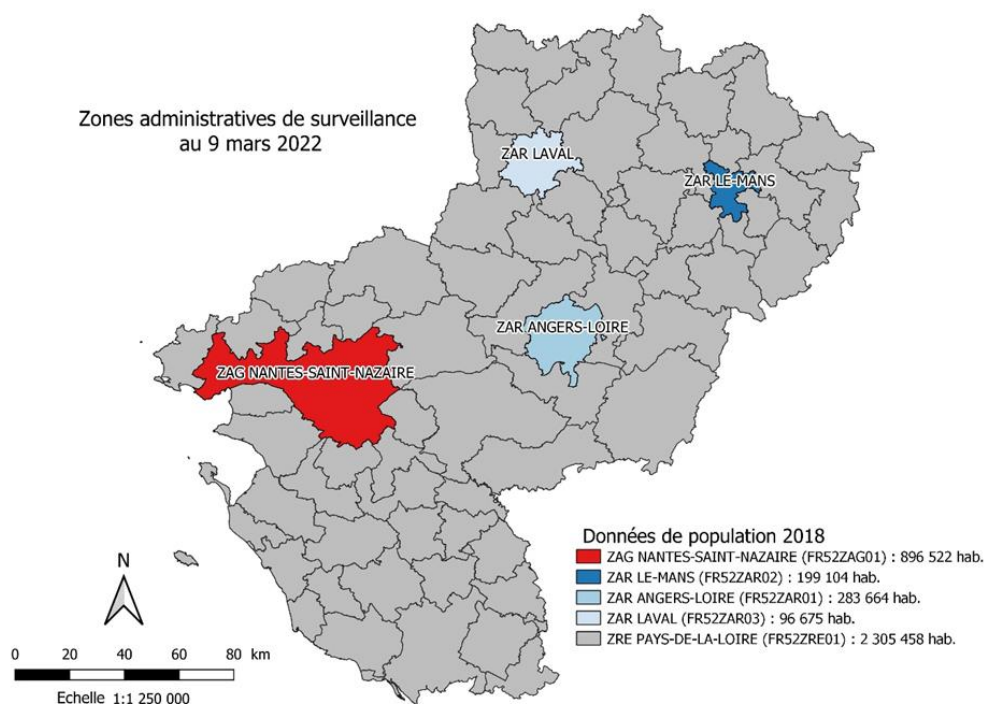 Zones administratives de surveillance
au 9 mars 2022
ZAR LAVAL
ZAR LE-MANS
ZAR ANGERS-LOIRE
ZAG NANTES-SAINT-NAZAIRE
Données de population 2018
ZAG NANTES-SAINT-NAZAIRE (FR52ZAG01) : 896 522 hab.
ZAR LE-MANS (FR52ZAR02) : 199 104 hab.
ZAR ANGERS-LOIRE (FR52ZAR01) : 283 664 hab.
ZAR LAVAL (FR52ZAR03) : 96 675 hab.
ZRE PAYS-DE-LA-LOIRE (FR52ZRE01) : 2 305 458 hab.
N
0 20 40 60 80 km
Echelle 1:1 250 000